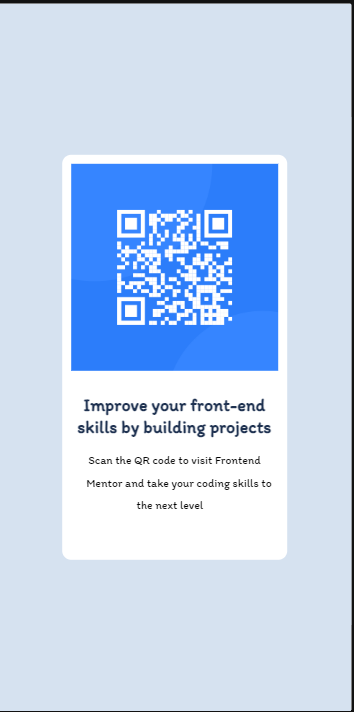 Improve your front-end
skills by building projects
Scan the QR code to visit Frontend
Mentor and take your coding skills to
the next level